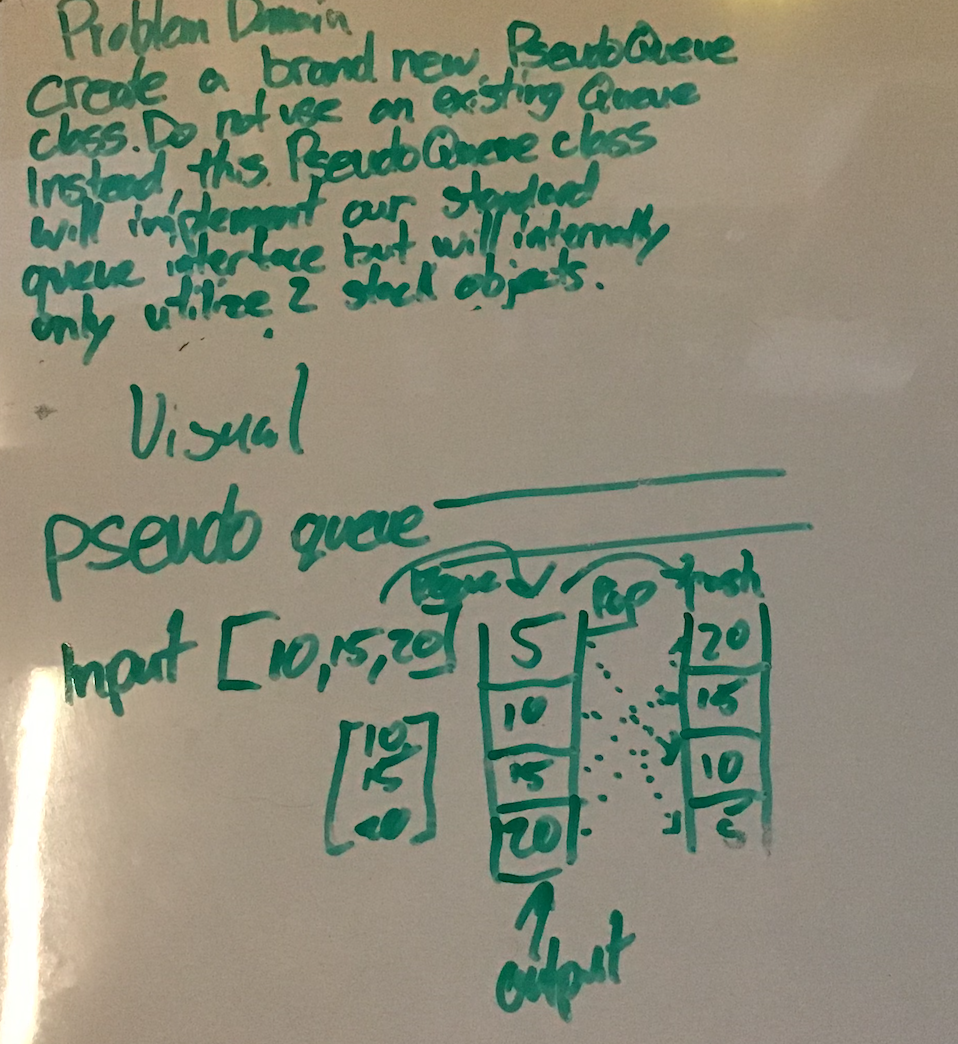 Problem Domain
Create a brand new PseudoQueue
class. Do not use an existing Queue
Instead, this PseudoQueue class
will implement our standard
queue interface but will internally
only utilize 2 stack objects.
Visual
pseudo queue
Pop push
Input [10,15,20]
5
10
15
20
20
15
10
5
10
15
20
output